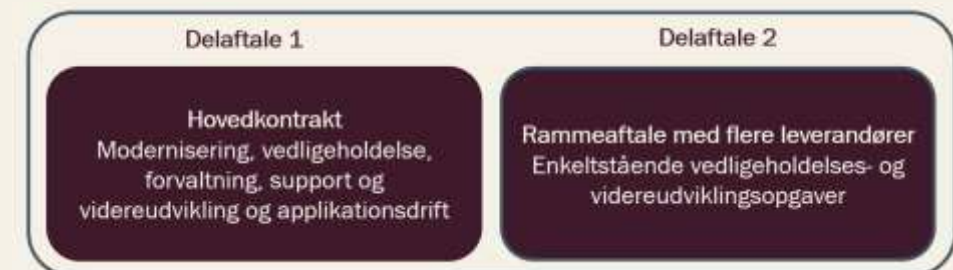 Delaftale 1
Hovedkontrakt
Modernisering, vedligeholdelse,
forvaltning, support og
videreudvikling og applikationsdrift
Delaftale 2
Rammeaftale med flere leverandører
Enkeltstående vedligeholdelses- og
videreudviklingsopgaver